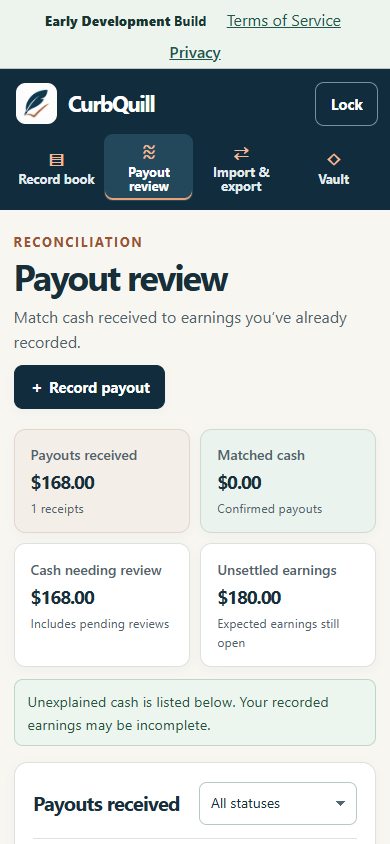 Early Development Build Terms of Service
Privacy
CurbQuill
Lock
Record book
Payout
review
Import &
export
Vault
RECONCILIATION
Payout review
Match cash received to earnings you've already
recorded.
+ Record payout
Payouts received
$168.00
1 receipts
Matched cash
$0.00
Confirmed payouts
Cash needing review
$168.00
Includes pending reviews
Unsettled earnings
$180.00
Expected earnings still
open
Unexplained cash is listed below. Your recorded
earnings may be incomplete.
Payouts received
All statuses